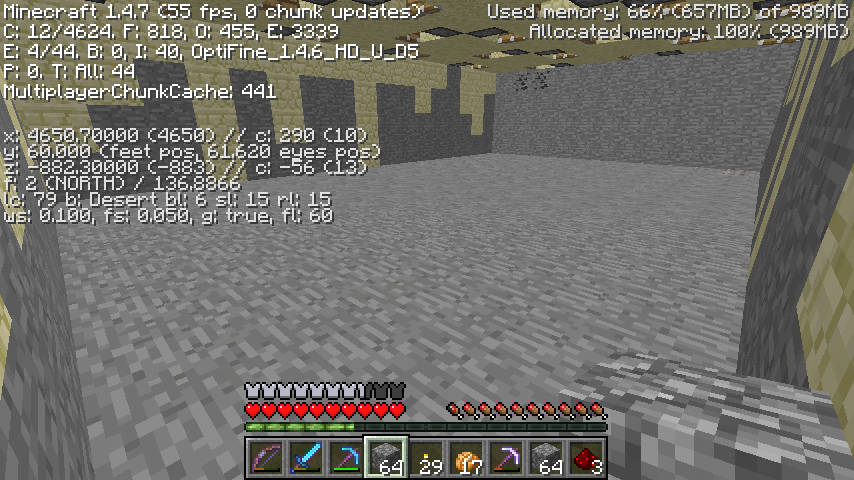 Minecraft 1.4.7 (55 fps, 0 chunk updates)
Used memory: 66% (657MB) of 989MB
C: 12/4624. F: 818, O: 455, E: 3339
Allocated memory: 100% (989MB)
E: 4/44. B: 0, I: 40, OptiFine_1.4.6_HD_U_D5
P: 0. T: All: 44
MultiplayerChunkCache: 441
x: 4650.70000 (4650) // c: 290 (10)
y: 60.000 (feet pos, 61.620 eyes pos)
z: -882.30000 (-883) // c: -56 (13)
f: 2 (NORTH) / 136.8866
lc: 79 b: Desert bl: 6 sl: 15 rl: 15
ws: 0.100, fs: 0.050, g: true, fl: 60
64 29 17 64 3